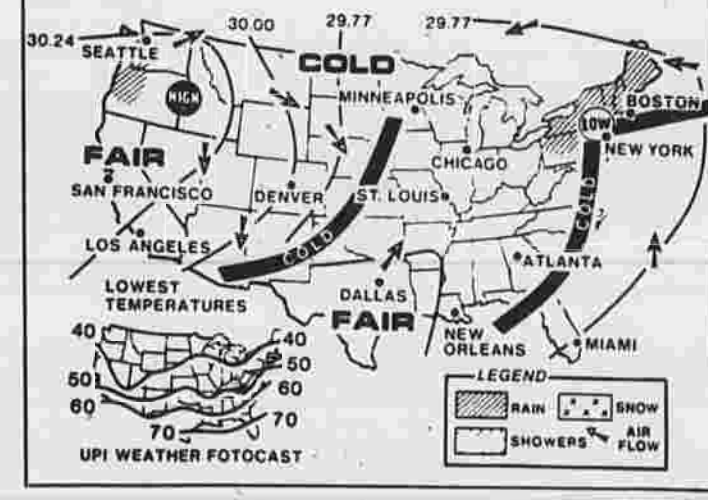 30.00
29.77
29.77
30.24
SEATTLE
COLD
HIGH
MINNEAPOLIS
BOSTON
LOW
NEW YORK
FAIR
CHICAGO
SAN FRANCISCO
DENVER
ST. LOUIS
COLD
COLD
LOS ANGELES
ATLANTA
LOWEST
TEMPERATURES
DALLAS
FAIR
NEW
ORLEANS
MIAMI
40
40
50
50
60
60
70
70
LEGEND
RAIN
SNOW
SHOWERS
AIR
FLOW
UPI WEATHER FOTOCAST